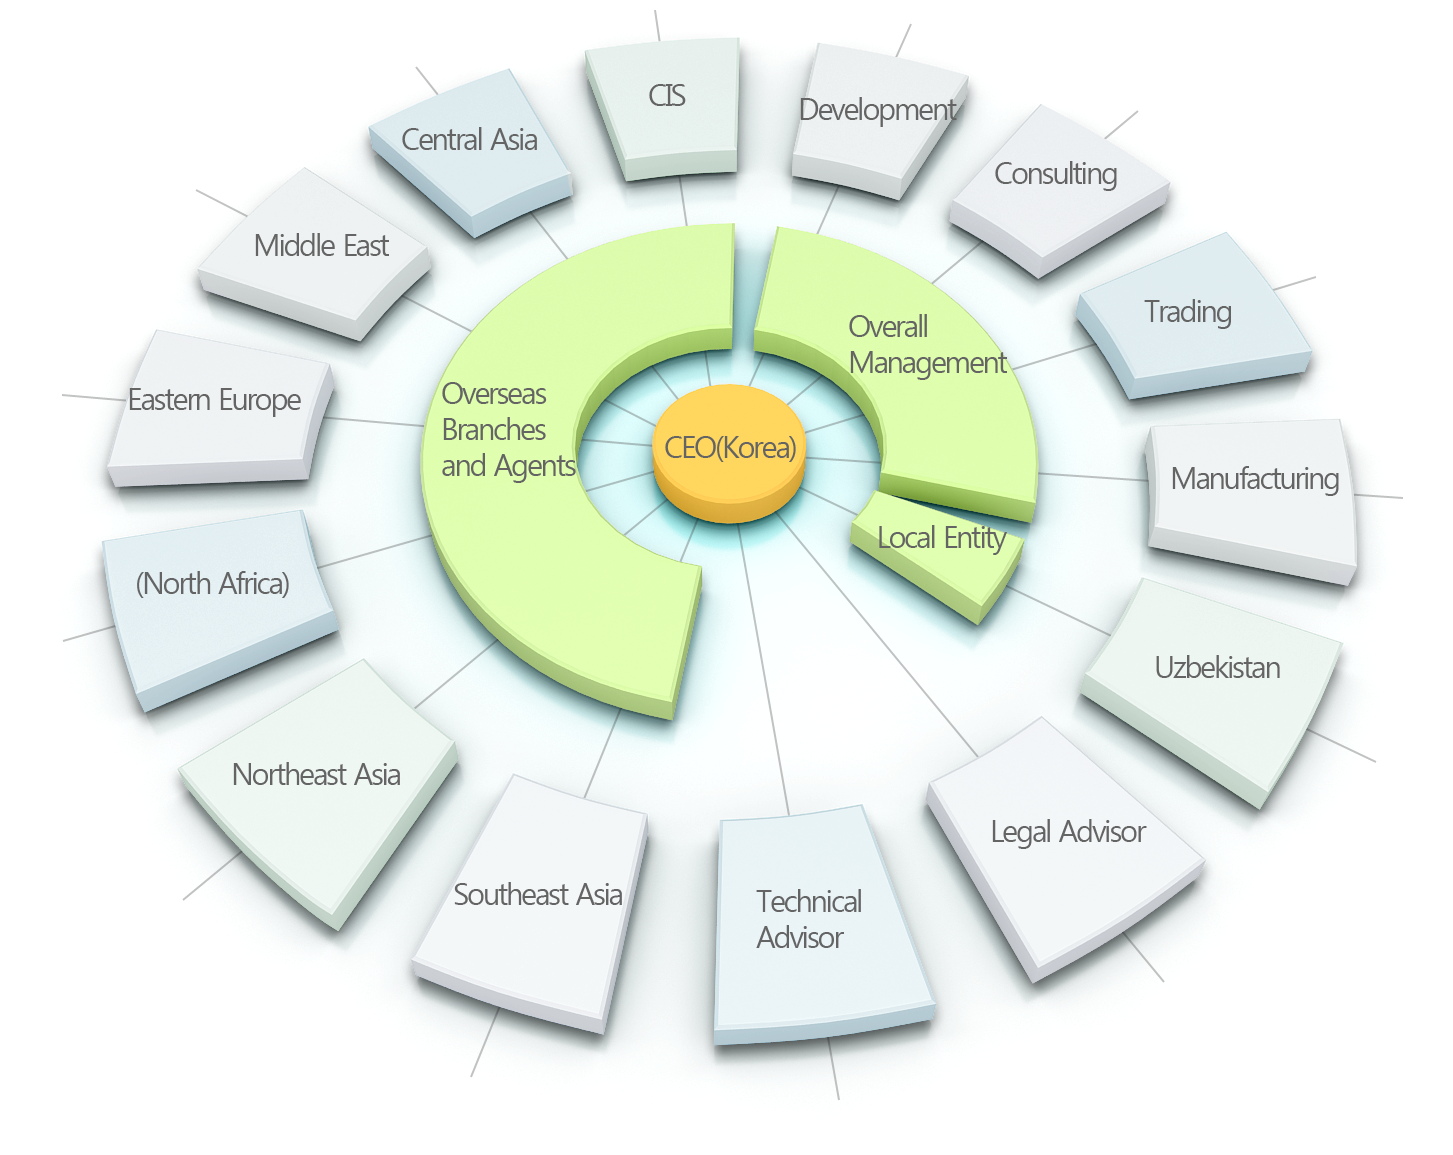 CIS
Development
Central Asia
Consulting
Middle East
Trading
Overall
Management
Eastern Europe
Overseas
Branches
and Agents
CEO(Korea)
Manufacturing
Local Entity
(North Africa)
Uzbekistan
Northeast Asia
Legal Advisor
Southeast Asia
Technical
Advisor